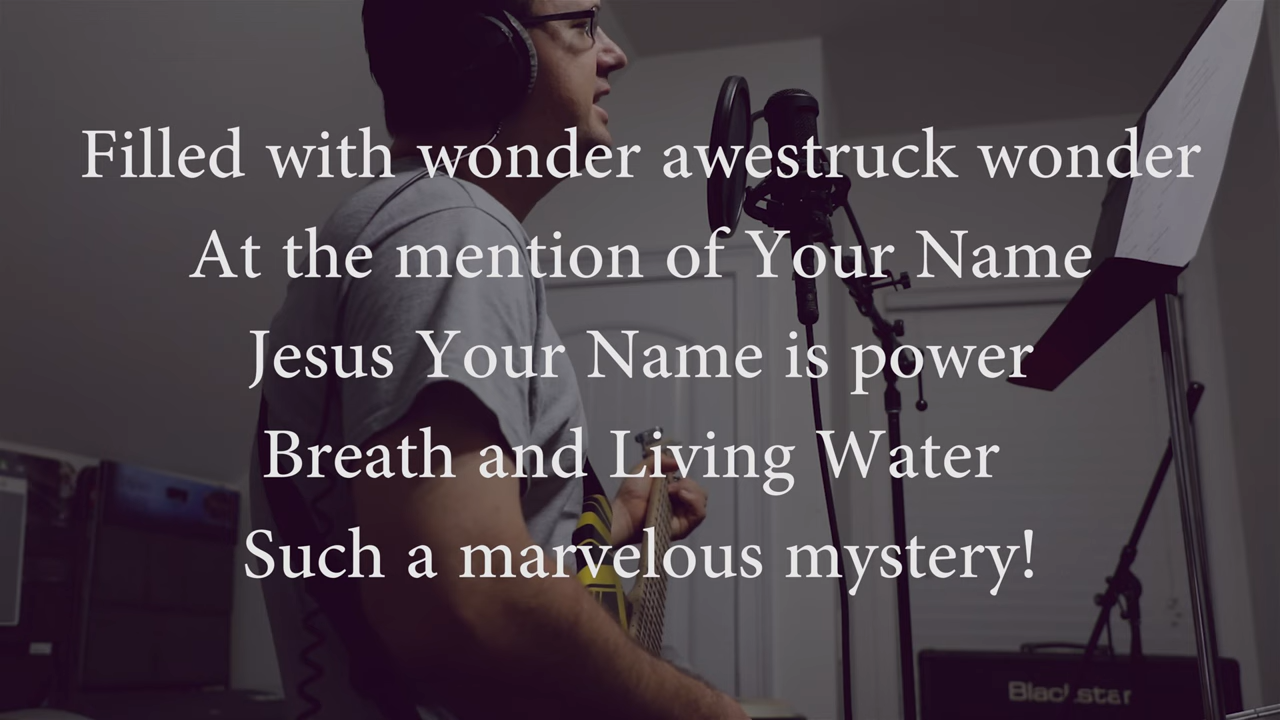 Filled with wonder awestruck wonder
At the mention of Your Name
Jesus Your Name is power
Breath and Living Water
Such a marvelous mystery!
Blackstar